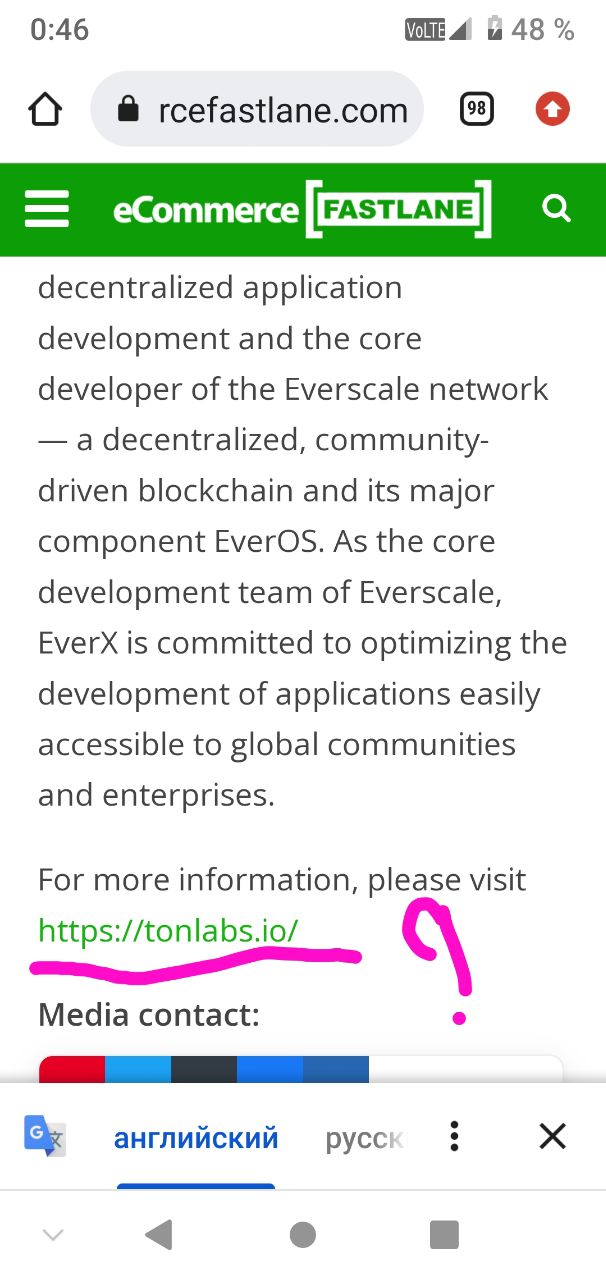 0:46 VoLTE 48 %
rcefastlane.com 98
eCommerce [FASTLANE]
decentralized application
development and the core
developer of the Everscale network
— a decentralized, community-
driven blockchain and its major
component EverOS. As the core
development team of Everscale,
EverX is committed to optimizing the
development of applications easily
accessible to global communities
and enterprises.
For more information, please visit
https://tonlabs.io/
?
Media contact:
G 文 английский русск